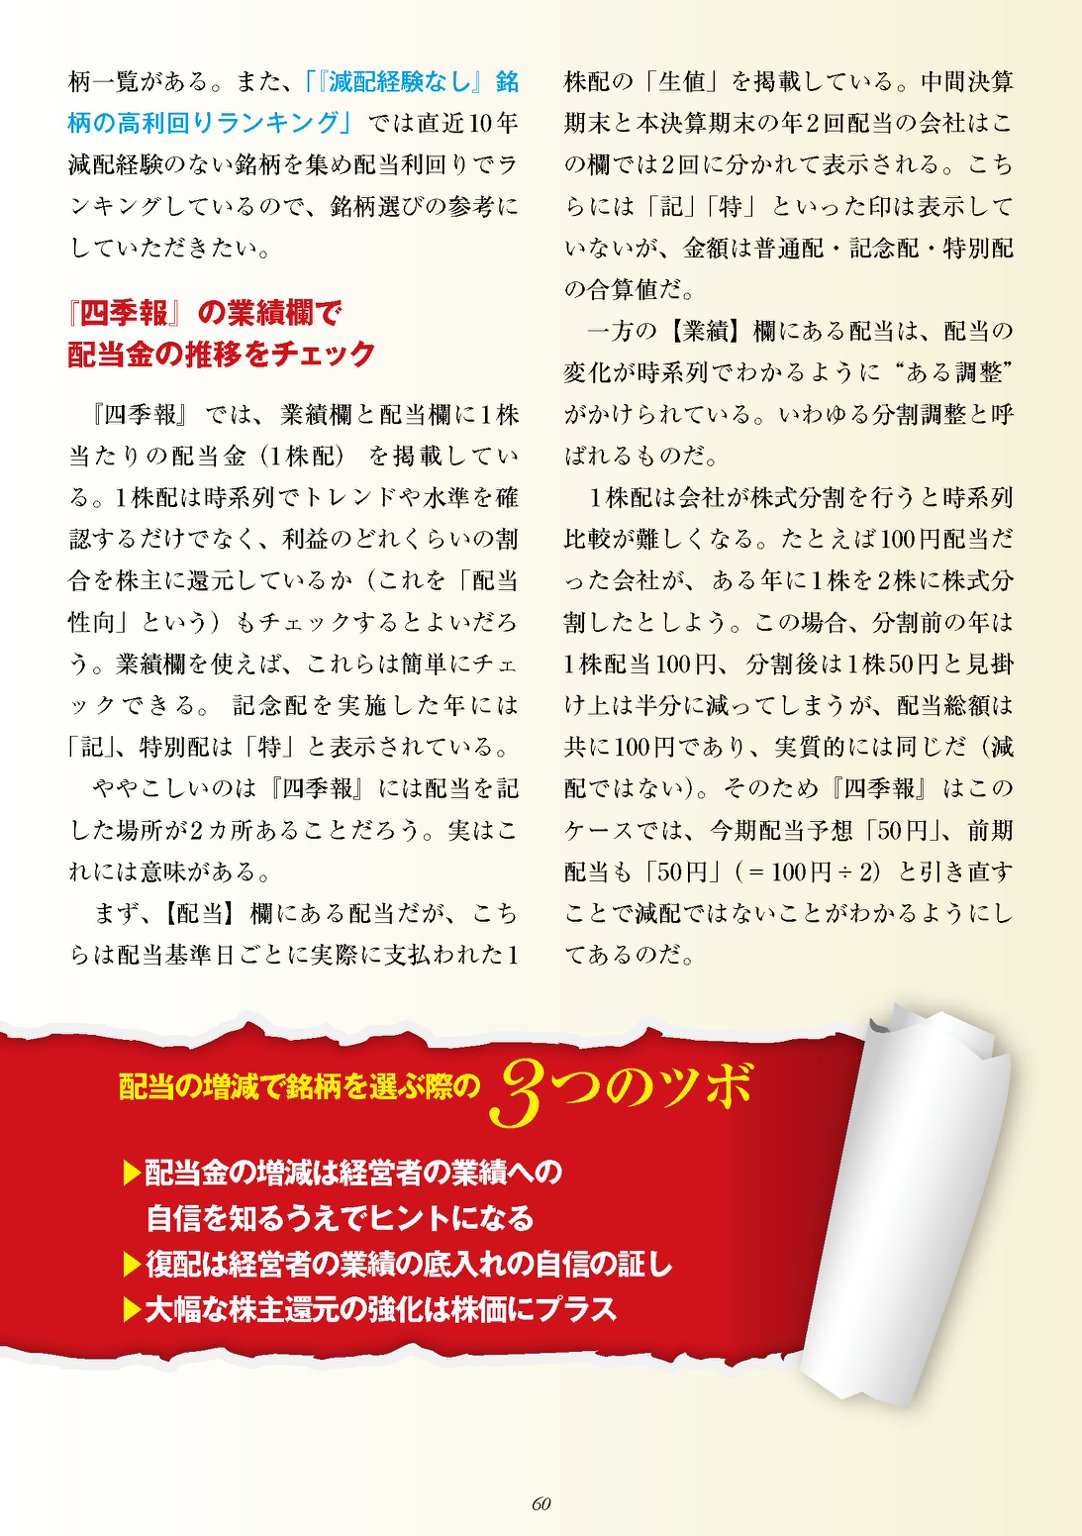 柄一覧がある。また、「『減配経験なし』銘
柄の高利回りランキング」では直近10年
減配経験のない銘柄を集め配当利回りでラ
ンキングしているので、銘柄選びの参考に
していただきたい。
『四季報』の業績欄で
配当金の推移をチェック
『四季報』では、業績欄と配当欄に1株
当たりの配当金（1株配）を掲載してい
る。1株配は時系列でトレンドや水準を確
認するだけでなく、利益のどれくらいの割
合を株主に還元しているか（これを「配当
性向」という）もチェックするとよいだろ
う。業績欄を使えば、これらは簡単にチェ
ックできる。記念配を実施した年には
「記」、特別配は「特」と表示されている。
ややこしいのは『四季報』には配当を記
した場所が2カ所あることだろう。実はこ
れには意味がある。
まず、【配当】欄にある配当だが、こち
らは配当基準日ごとに実際に支払われた1
株配の「生値」を掲載している。中間決算
期末と本決算期末の年2回配当の会社はこ
の欄では2回に分かれて表示される。こち
らには「記」「特」といった印は表示して
いないが、金額は普通配・記念配・特別配
の合算値だ。
一方の【業績】欄にある配当は、配当の
変化が時系列でわかるように“ある調整”
がかけられている。いわゆる分割調整と呼
ばれるものだ。
1株配は会社が株式分割を行うと時系列
比較が難しくなる。たとえば100円配当だ
った会社が、ある年に1株を2株に株式分
割したとしよう。この場合、分割前の年は
1株配当100円、分割後は1株50円と見掛
け上は半分に減ってしまうが、配当総額は
共に100円であり、実質的には同じだ（減
配ではない）。そのため『四季報』はこの
ケースでは、今期配当予想「50円」、前期
配当も「50円」（＝100円÷2）と引き直す
ことで減配ではないことがわかるようにし
てあるのだ。
配当の増減で銘柄を選ぶ際の3つのツボ
▶配当金の増減は経営者の業績への
自信を知るうえでヒントになる
▶復配は経営者の業績の底入れの自信の証し
▶大幅な株主還元の強化は株価にプラス
60